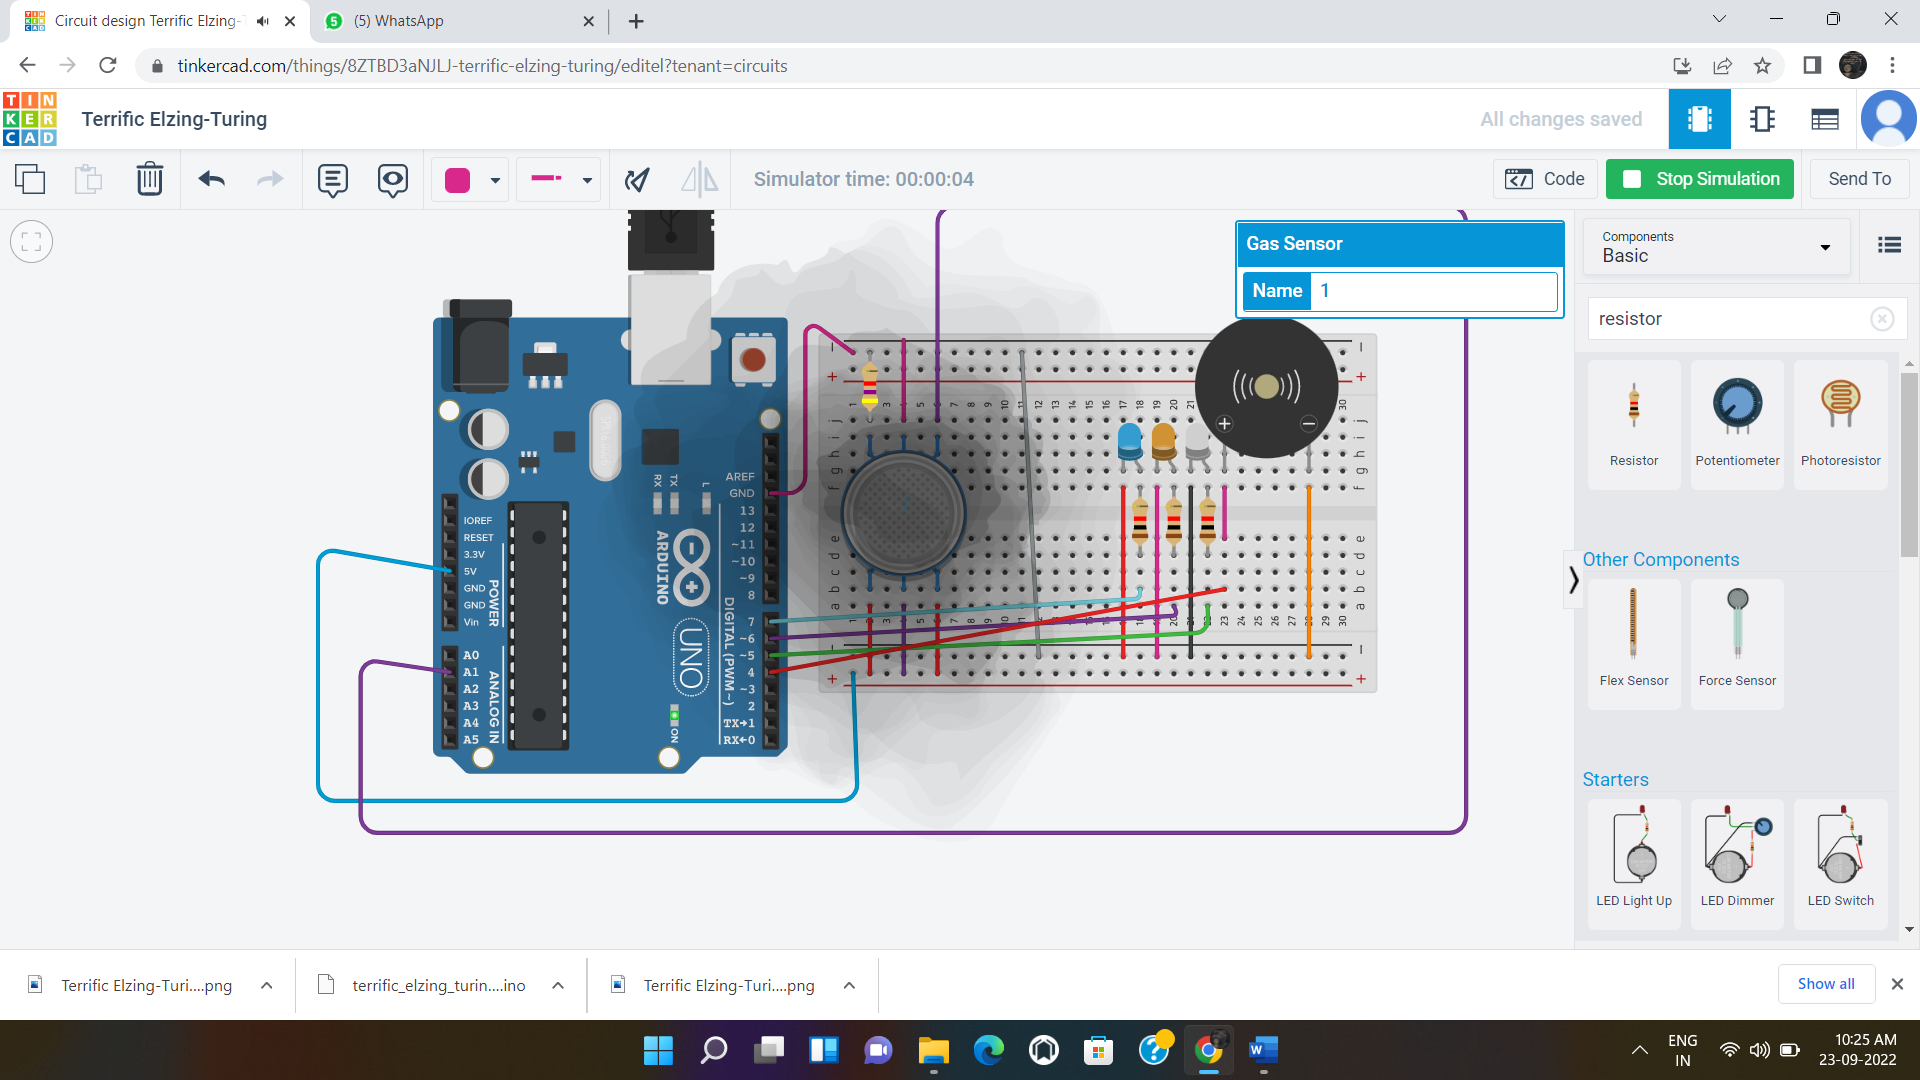 Circuit design Terrific Elzing-
(5) WhatsApp
tinkercad.com/things/8ZTBD3aNJLJ-terrific-elzing-turing/editel?tenant=circuits
TIN
KER
CAD
Terrific Elzing-Turing
All changes saved
Simulator time: 00:00:04
Code
Stop Simulation
Send To
Gas Sensor
Name 1
Components
Basic
resistor
Resistor
Potentiometer
Photoresistor
Other Components
Flex Sensor
Force Sensor
Starters
LED Light Up
LED Dimmer
LED Switch
AREF
GND
13
12
~11
~10
~9
8
7
~6
~5
4
~3
2
TX→1
RX←0
IOREF
RESET
3.3V
5V
GND
GND
Vin
A0
A1
A2
A3
A4
A5
POWER
ANALOG IN
DIGITAL (PWM~)
ARDUINO
UNO
RX
TX
L
ON
Terrific Elzing-Turi....png
terrific_elzing_turin....ino
Terrific Elzing-Turi....png
Show all
ENG
IN
10:25 AM
23-09-2022